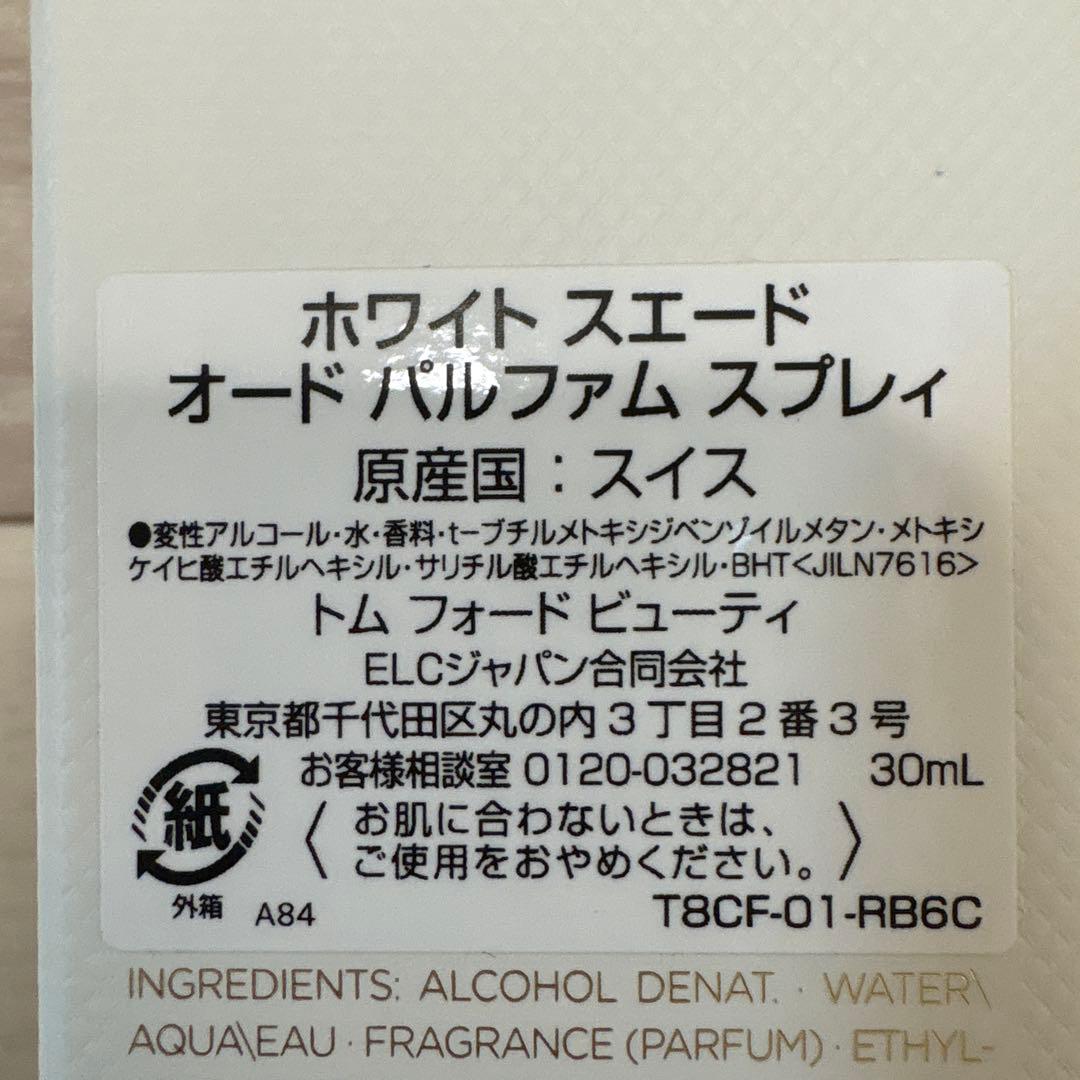 ホワイト スエード
オード パルファム スプレィ
原産国：スイス
●変性アルコール・水・香料・t-ブチルメトキシジベンゾイルメタン・メトキシ
ケイヒ酸エチルヘキシル・サリチル酸エチルヘキシル・BHT<JILN7616>
トム フォード ビューティ
ELCジャパン合同会社
東京都千代田区丸の内３丁目２番３号
お客様相談室 0120-032821 30mL
紙
〈お肌に合わないときは、
ご使用をおやめください。〉
外箱 A84 T8CF-01-RB6C
INGREDIENTS: ALCOHOL DENAT. · WATER\
AQUA\EAU · FRAGRANCE (PARFUM) · ETHYL-